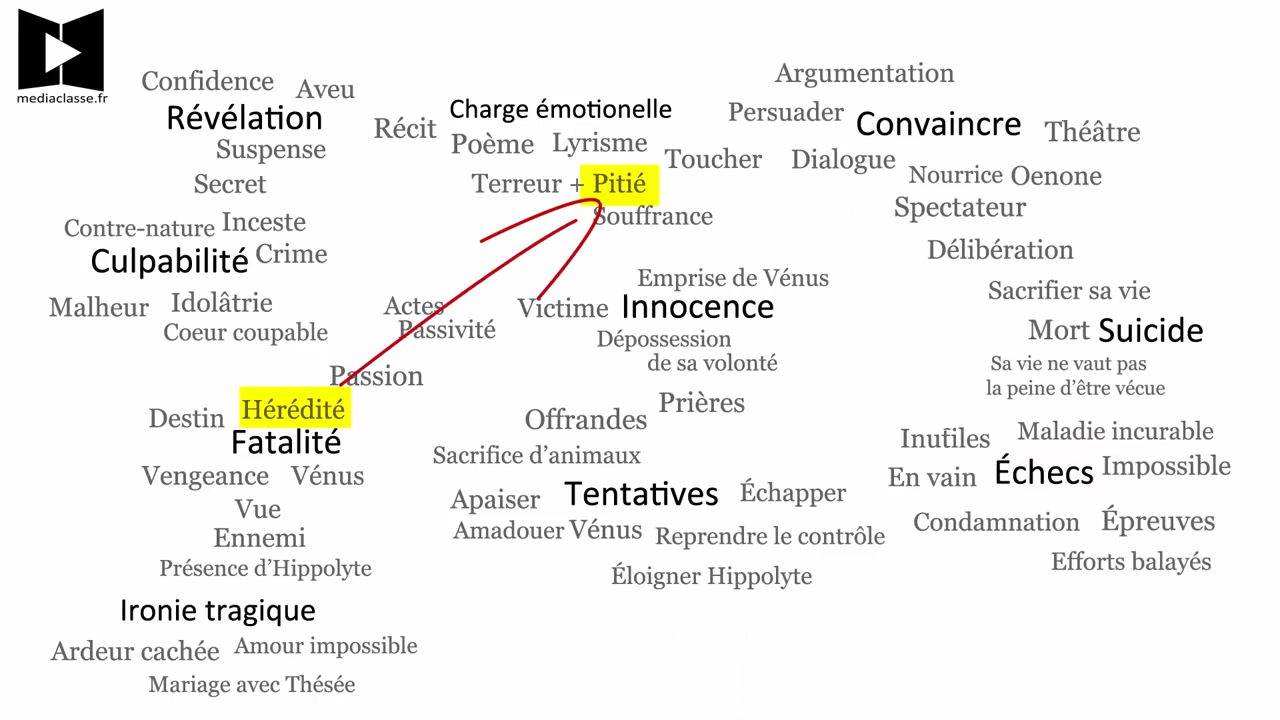 mediaclasse.fr
Confidence
Aveu
Révélation
Suspense
Secret
Récit
Charge émotionelle
Poème
Lyrisme
Toucher
Terreur + Pitié
Souffrance
Argumentation
Persuader
Convaincre
Théâtre
Dialogue
Nourrice Oenone
Spectateur
Délibération
Contre-nature
Inceste
Culpabilité
Crime
Malheur
Idolâtrie
Coeur coupable
Actes
Passivité
Passion
Emprise de Vénus
Victime
Innocence
Dépossession
de sa volonté
Sacrifier sa vie
Mort
Suicide
Sa vie ne vaut pas
la peine d’être vécue
Destin
Hérédité
Fatalité
Vengeance
Vénus
Vue
Ennemi
Présence d’Hippolyte
Prières
Offrandes
Sacrifice d’animaux
Apaiser
Tentatives
Échapper
Amadouer Vénus
Reprendre le contrôle
Éloigner Hippolyte
Inutiles
Maladie incurable
En vain
Échecs
Impossible
Condamnation
Épreuves
Efforts balayés
Ironie tragique
Ardeur cachée
Amour impossible
Mariage avec Thésée